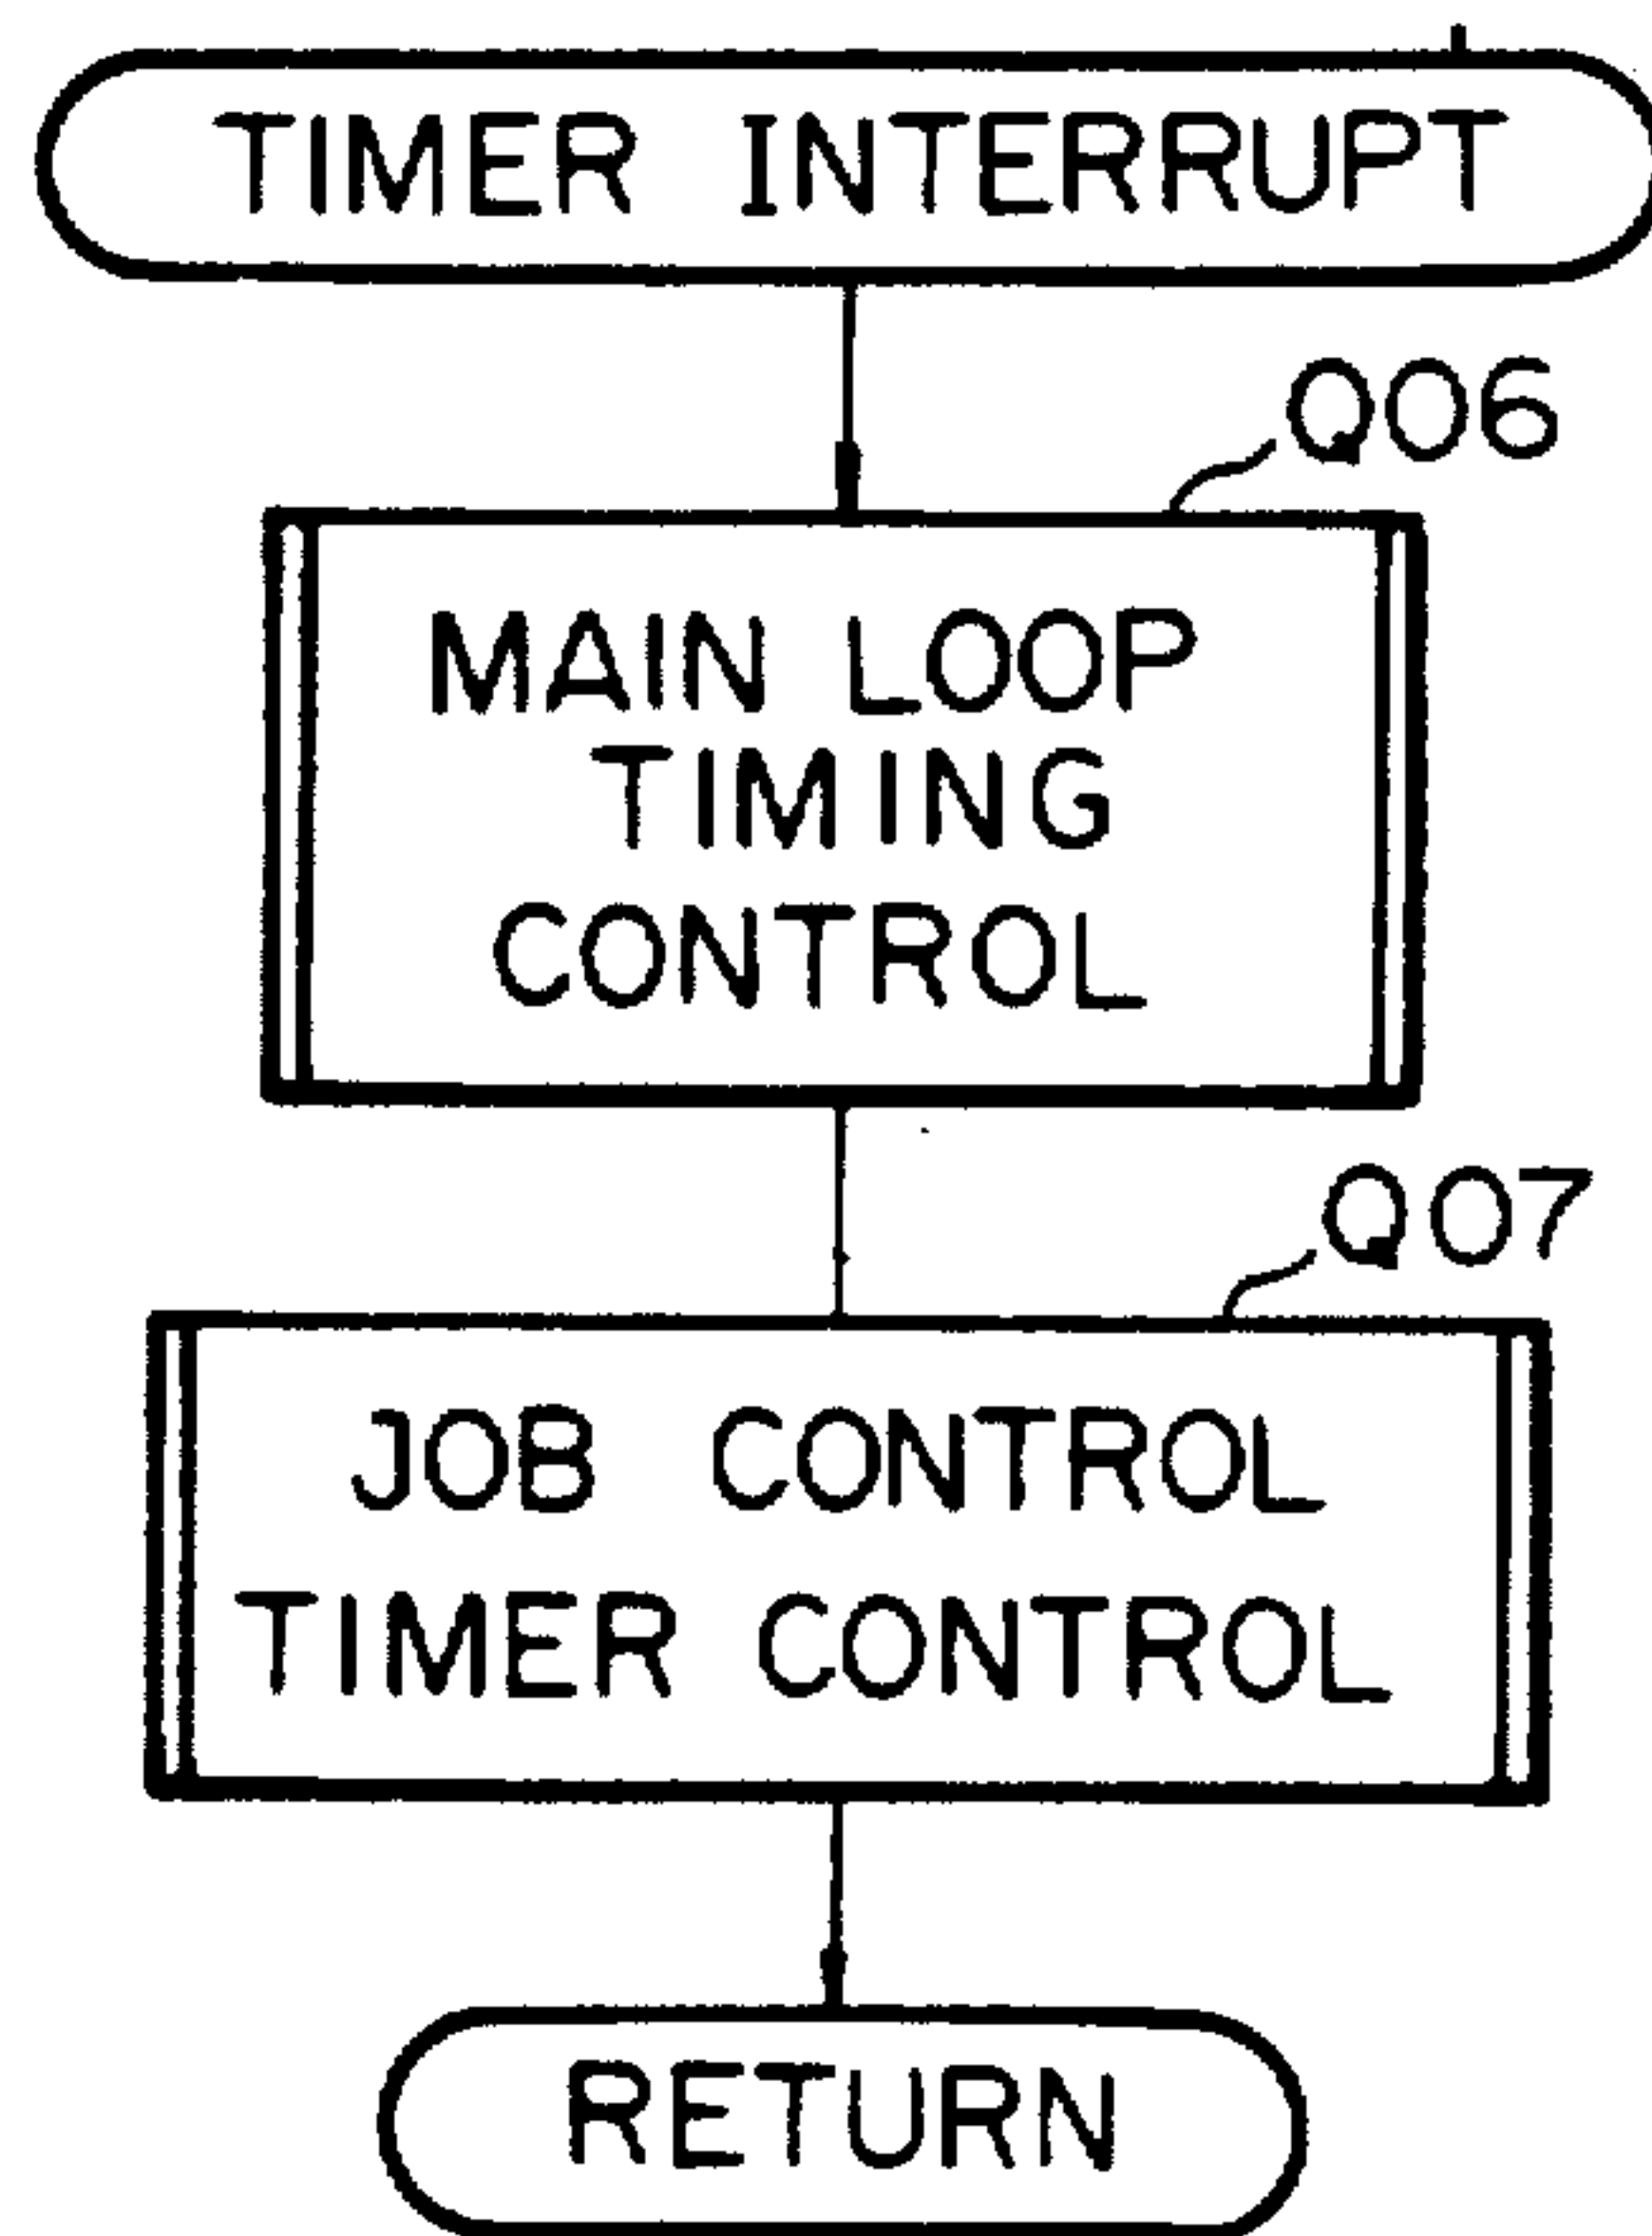 TIMER INTERRUPT
Q06
MAIN LOOP
TIMING
CONTROL
Q07
JOB CONTROL
TIMER CONTROL
RETURN